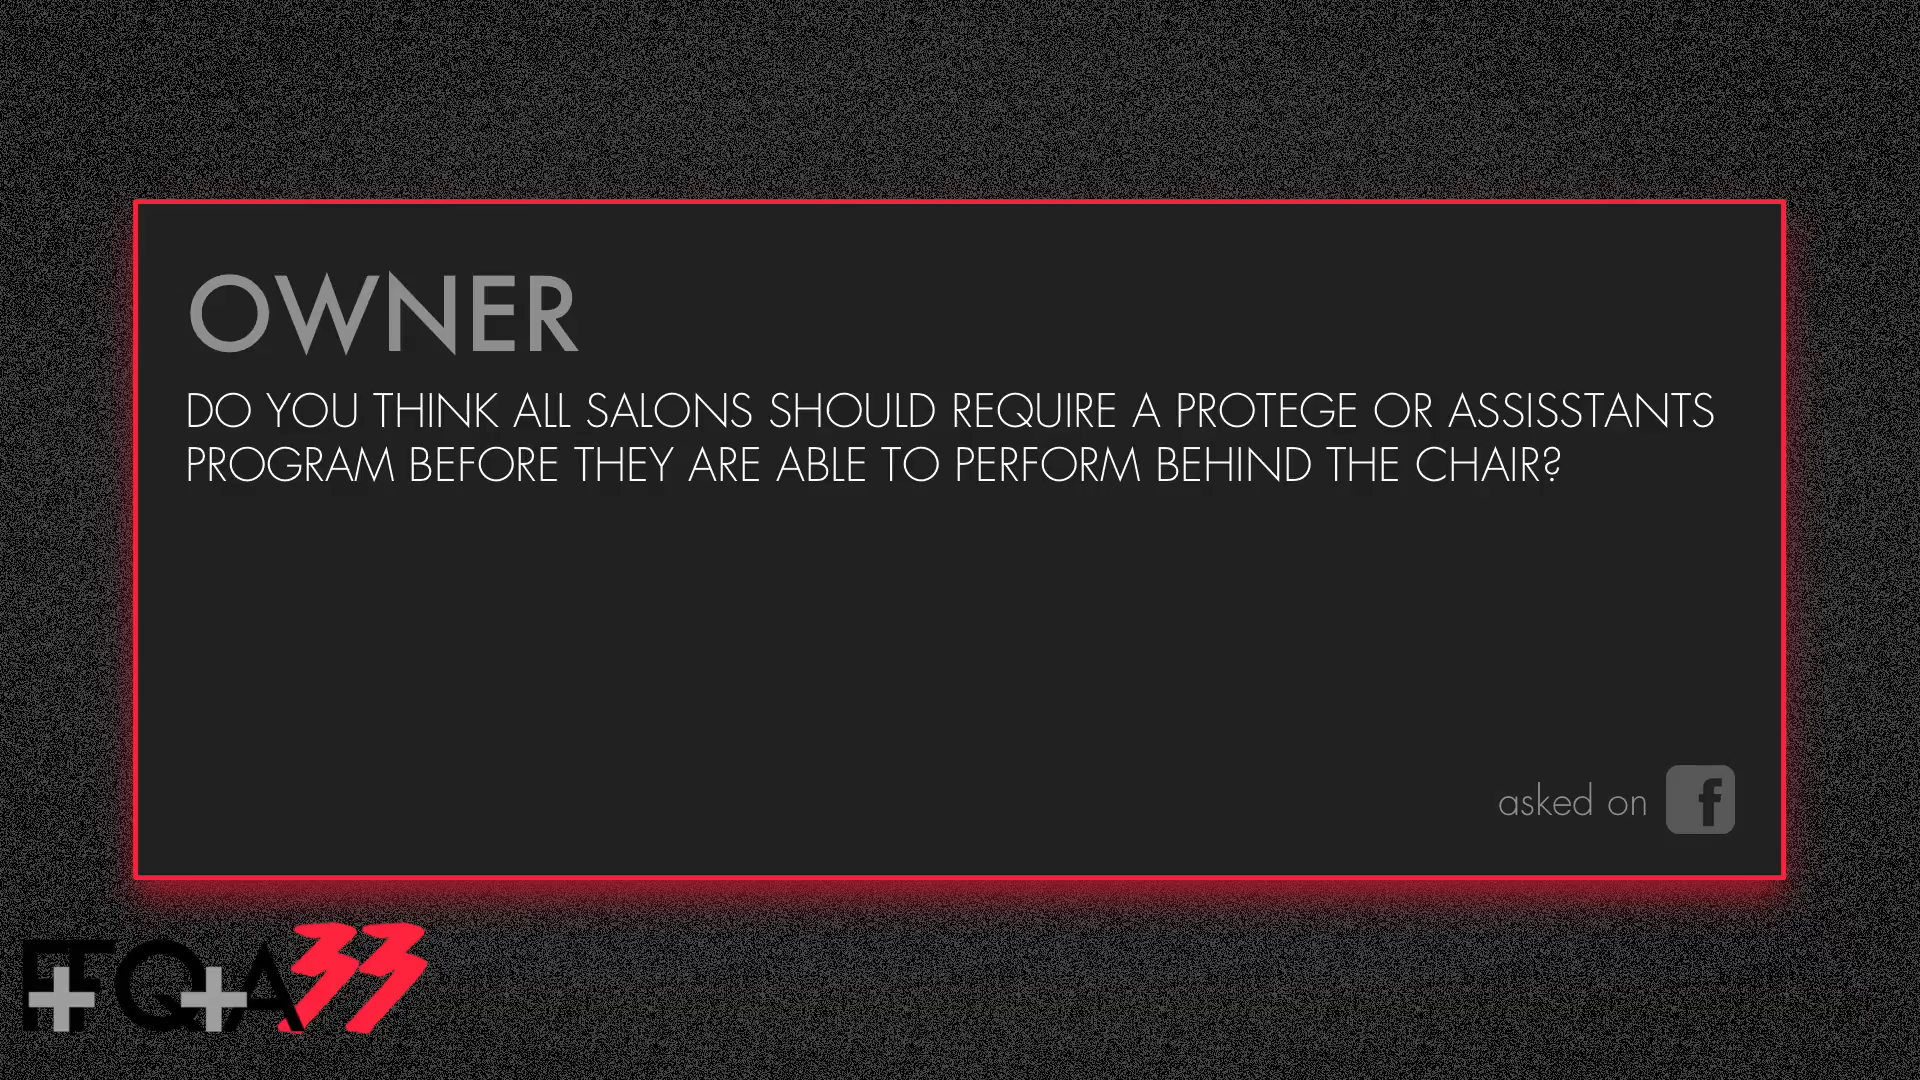 OWNER
DO YOU THINK ALL SALONS SHOULD REQUIRE A PROTEGE OR ASSISSTANTS
PROGRAM BEFORE THEY ARE ABLE TO PERFORM BEHIND THE CHAIR?
asked on f
F+F Q+A 33